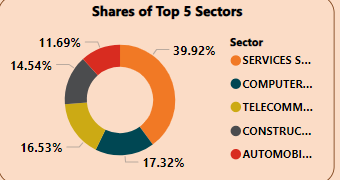 Shares of Top 5 Sectors
11.69%
39.92%
14.54%
16.53%
17.32%
Sector
SERVICES S...
COMPUTER...
TELECOMM...
CONSTRUC...
AUTOMOBI...